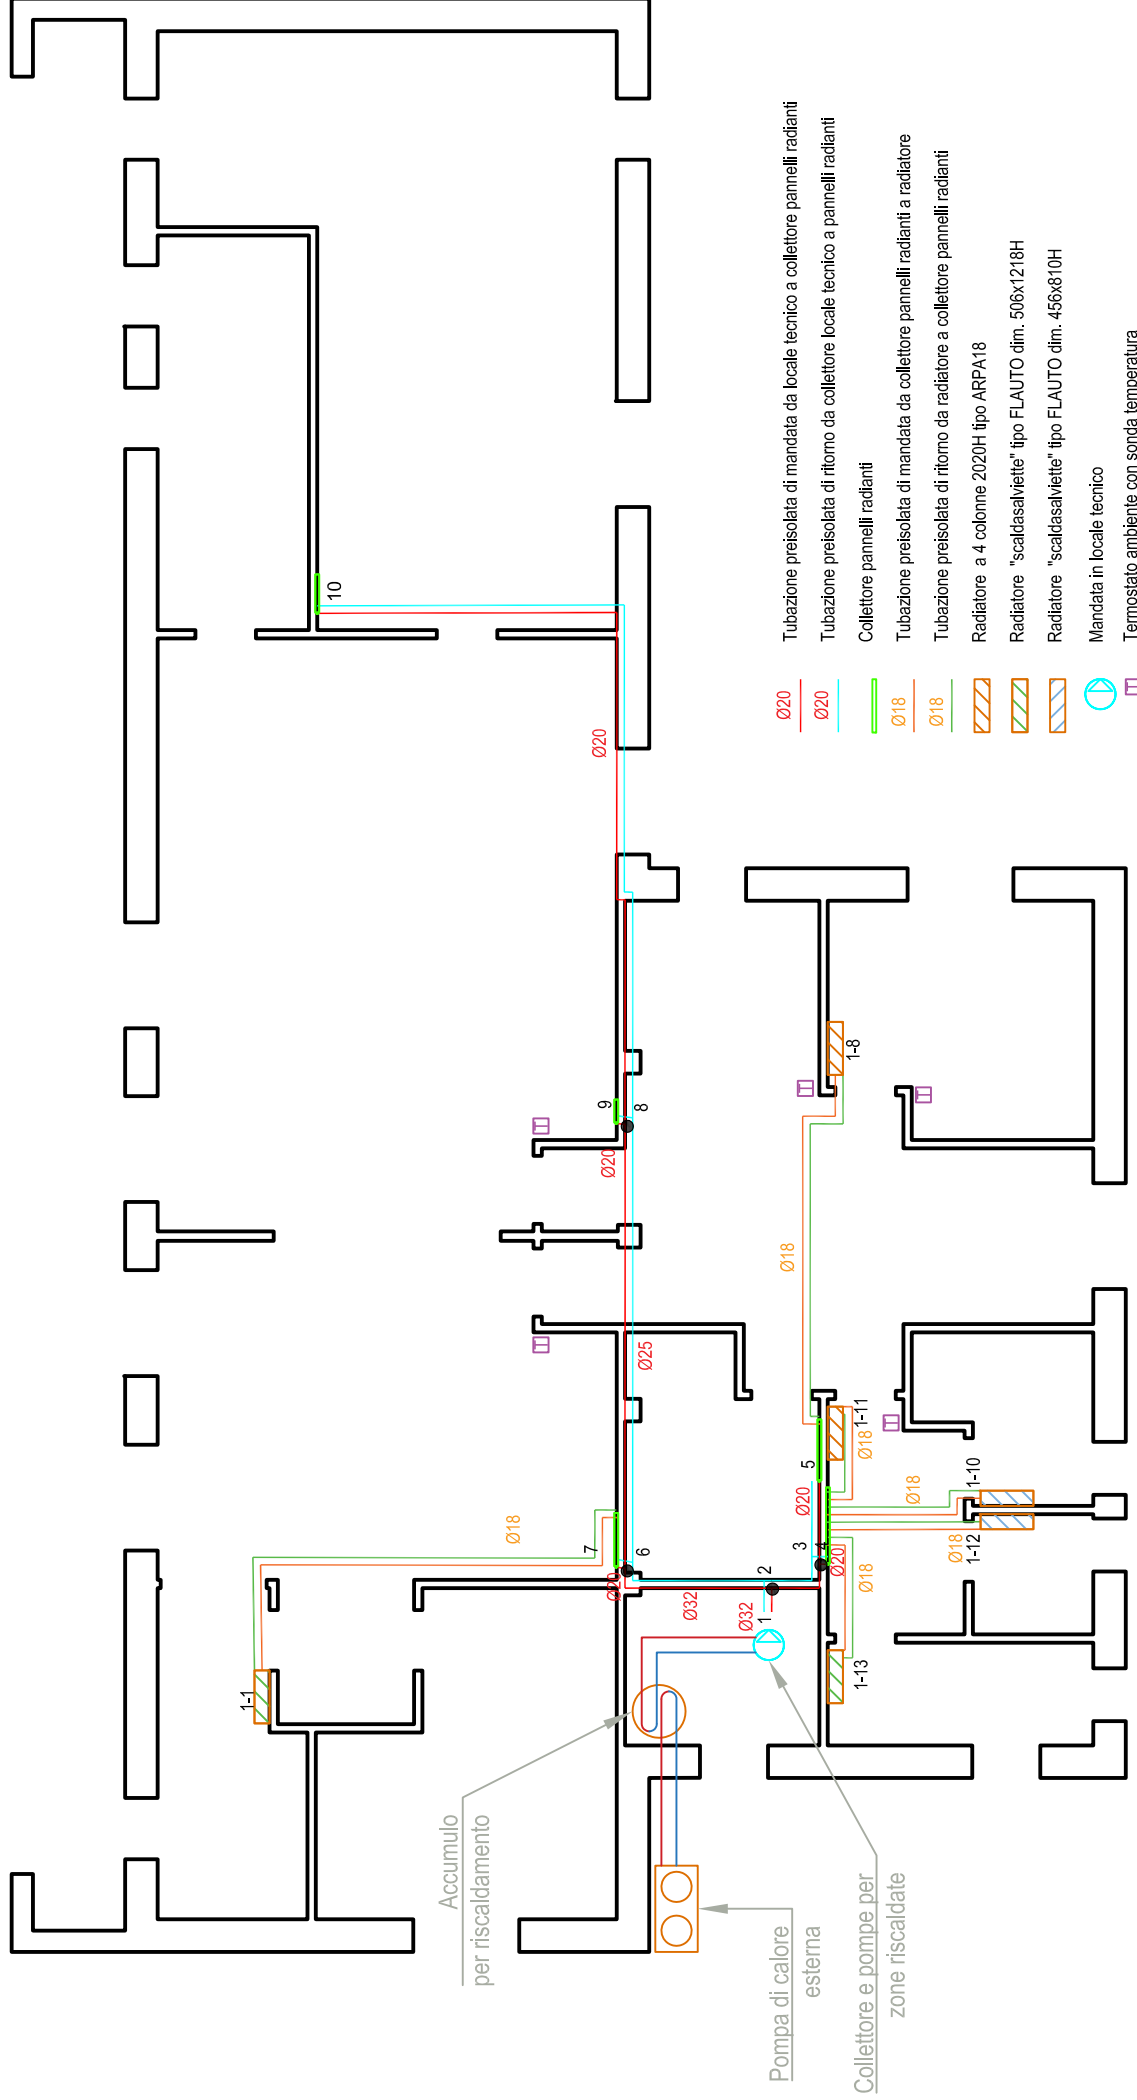 Ø20 Tubazione preisolata di mandata da locale tecnico a collettore pannelli radianti
Ø20 Tubazione preisolata di ritorno da collettore locale tecnico a pannelli radianti
Collettore pannelli radianti
Ø18 Tubazione preisolata di mandata da collettore pannelli radianti a radiatore
Ø18 Tubazione preisolata di ritorno da radiatore a collettore pannelli radianti
Radiatore a 4 colonne 2020H tipo ARPA18
Radiatore "scaldasalviette" tipo FLAUTO dim. 506x1218H
Radiatore "scaldasalviette" tipo FLAUTO dim. 456x810H
Mandata in locale tecnico
Termostato ambiente con sonda temperatura
Accumulo
per riscaldamento
Pompa di calore
esterna
Collettore e pompe per
zone riscaldate
1-1
Ø18
7
6
Ø20
Ø32
Ø32
1
2
3
4
Ø20
Ø20
5
Ø25
Ø20
9
8
Ø20
10
Ø18
1-8
1-11
Ø18
Ø18
1-10
Ø18
1-12
Ø18
1-13